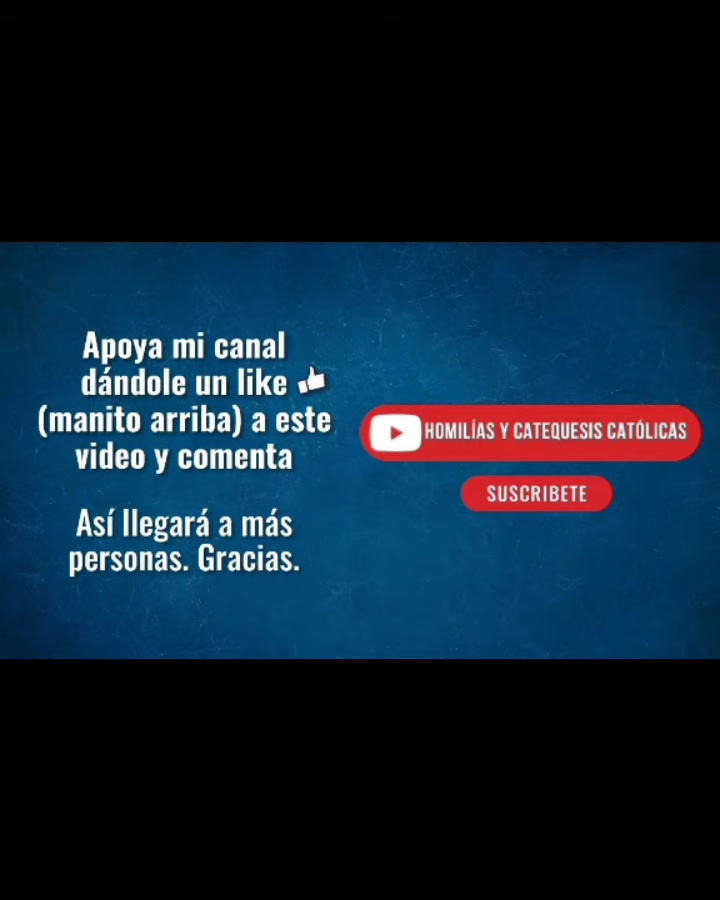 Apoya mi canal
dándole un like
(manito arriba) a este
video y comenta
Así llegará a más
personas. Gracias.
HOMILÍAS Y CATEQUESIS CATÓLICAS
SUSCRIBETE